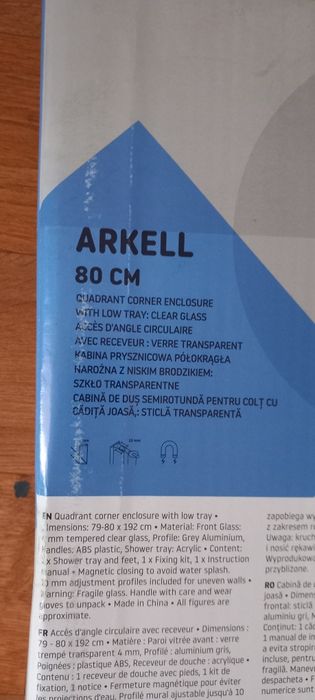 ARKELL
80 CM
QUADRANT CORNER ENCLOSURE
WITH LOW TRAY: CLEAR GLASS
ACCÈS D'ANGLE CIRCULAIRE
AVEC RECEVEUR : VERRE TRANSPARENT
KABINA PRYSZNICOWA PÓŁOKRĄGŁA
NAROŻNA Z NISKIM BRODZIKIEM:
SZKŁO TRANSPARENTNE
CABINĂ DE DUȘ SEMIROTUNDĂ PENTRU COLȚ CU
CĂDIȚĂ JOASĂ,: STICLĂ TRANSPARENTĂ
EN Quadrant corner enclosure with low tray •
imensions: 79-80 x 192 cm • Material: Front Glass:
mm tempered clear glass, Profile: Grey Aluminium,
andles: ABS plastic, Shower tray: Acrylic • Content:
x Shower tray and feet, 1 x Fixing kit, 1 x Instruction
anual • Magnetic closing to avoid water splash.
mm adjustment profiles included for uneven walls •
arning: Fragile glass. Handle with care and wear
loves to unpack • Made in China • All figures are
pproximate.
FR Accès d'angle circulaire avec receveur • Dimensions :
79 - 80 x 192 cm • Matière : Paroi vitrée avant : verre
trempé transparent 4 mm, Profilé : aluminium gris,
Poignées : plastique ABS, Receveur de douche : acrylique •
Contenu : 1 receveur de douche avec pieds, 1 kit de
fixation, 1 notice • Fermeture magnétique pour éviter
les projections d'eau. Profilé mural ajustable jusqu'à 10
zapobiega wy
z zakresem r
Uwaga: kruch
i nosić rękawi
Wyprodukow
przybliżone.
RO Cabină de
joasă • Dimen
frontal: sticlă
aluminiu gri, M
Conținut: 1 căd
1 manual de in
a evita stropir
incluse, pentru
fragilă. Manev
despacheta • F
numerice sunt